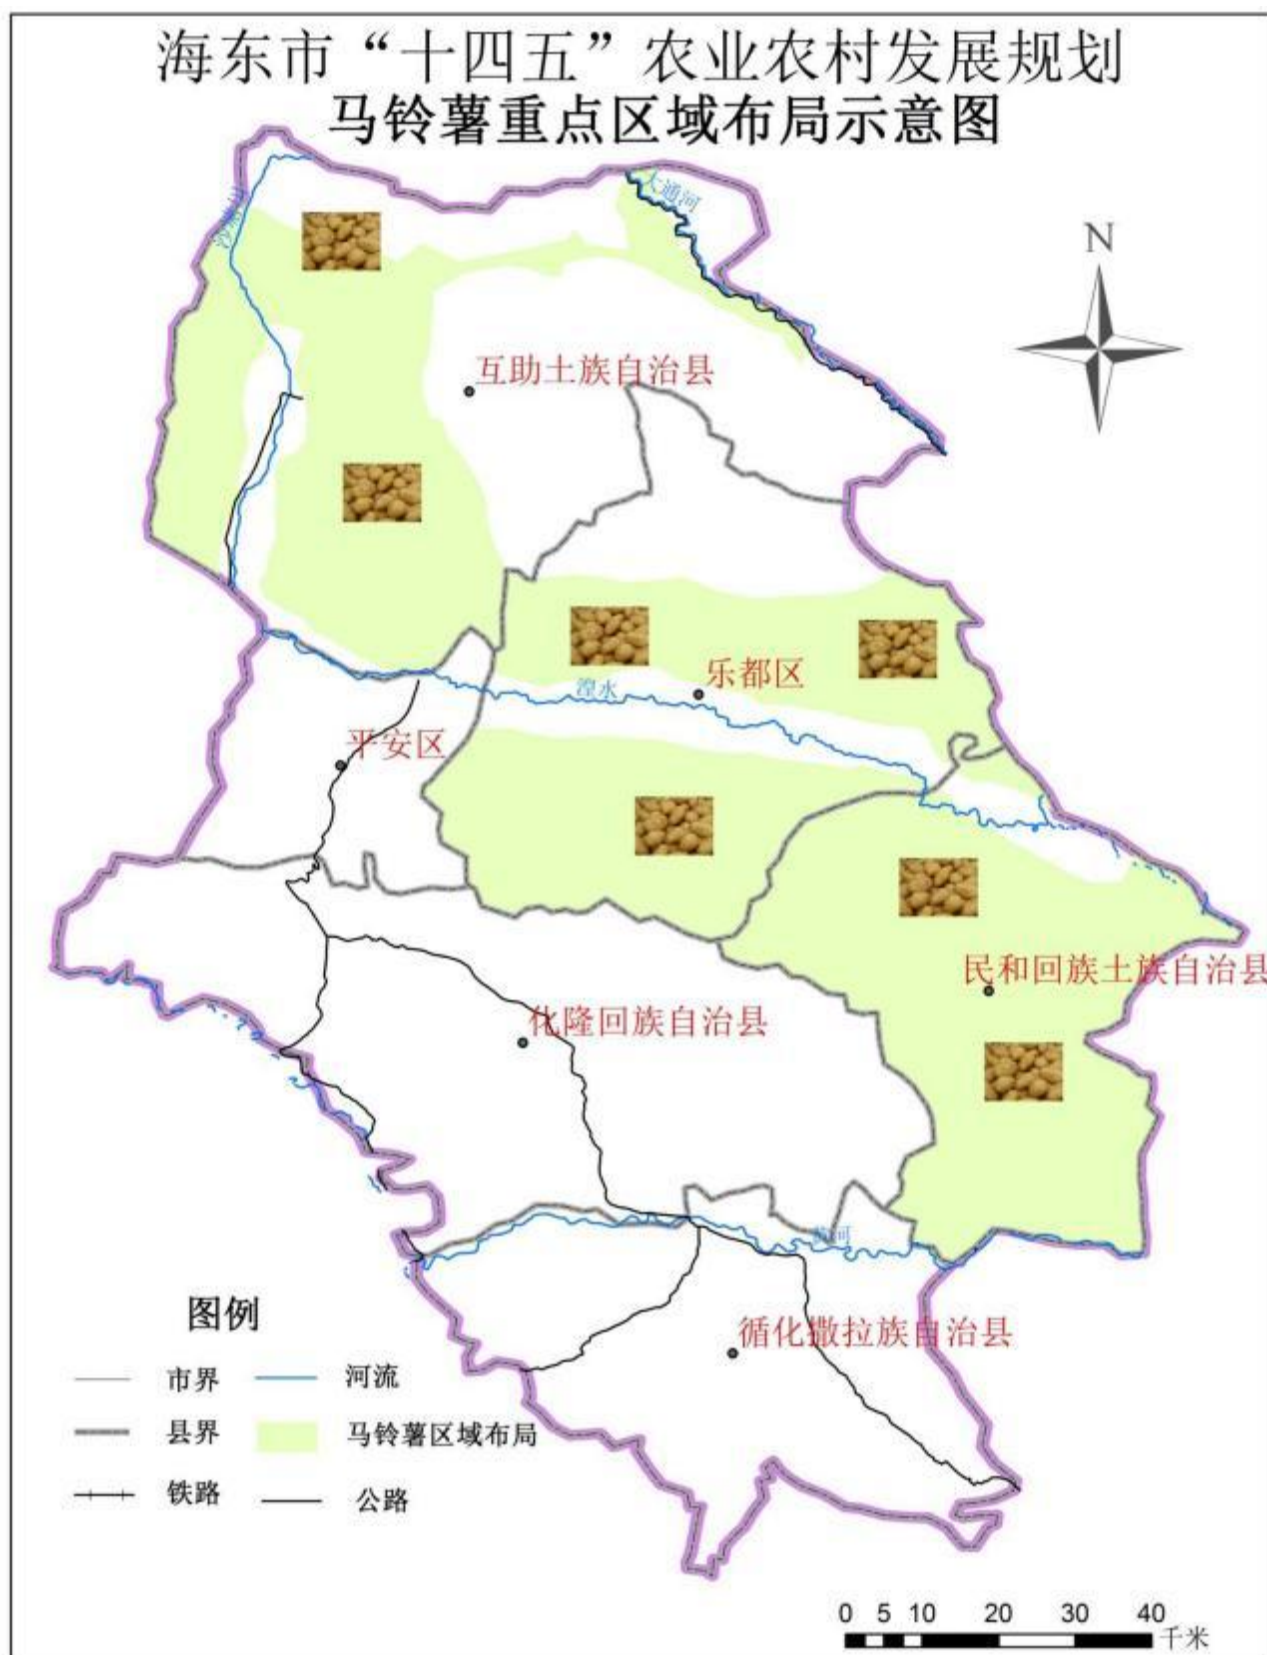 海东市“十四五”农业农村发展规划
马铃薯重点区域布局示意图
大通河
N
互助土族自治县
乐都区
湟水
平安区
民和回族土族自治县
化隆回族自治县
黄河
循化撒拉族自治县
图例
市界 河流
县界 马铃薯区域布局
铁路 公路
0 5 10 20 30 40
千米